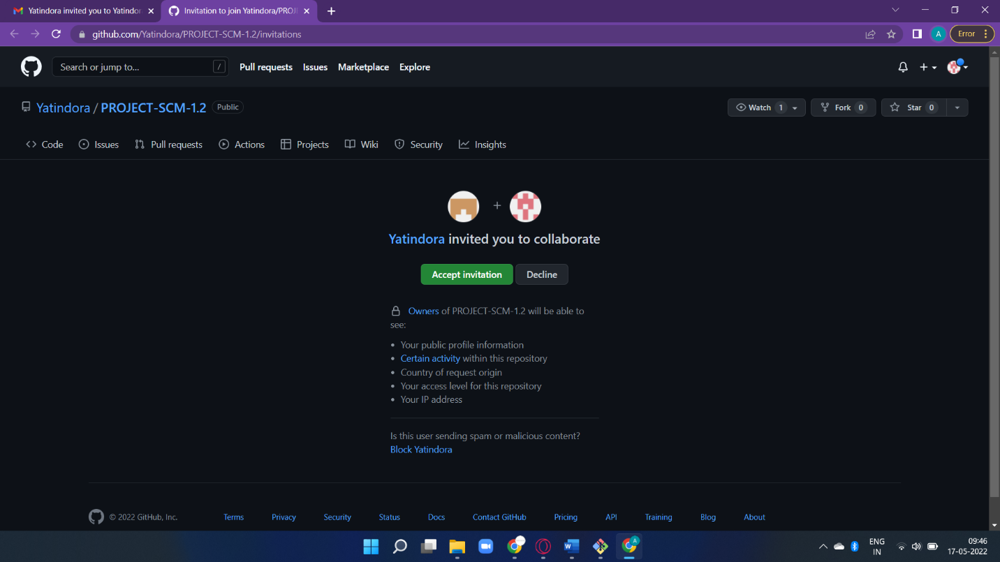 Yatindora invited you to Yatindor
Invitation to join Yatindora/PROJ
github.com/Yatindora/PROJECT-SCM-1.2/invitations
A
Error
Search or jump to...
/
Pull requests
Issues
Marketplace
Explore
Yatindora / PROJECT-SCM-1.2
Public
Watch 1
Fork 0
Star 0
Code
Issues
Pull requests
Actions
Projects
Wiki
Security
Insights
Yatindora invited you to collaborate
Accept invitation
Decline
Owners of PROJECT-SCM-1.2 will be able to
see:
• Your public profile information
• Certain activity within this repository
• Country of request origin
• Your access level for this repository
• Your IP address
Is this user sending spam or malicious content?
Block Yatindora
© 2022 GitHub, Inc.
Terms
Privacy
Security
Status
Docs
Contact GitHub
Pricing
API
Training
Blog
About
W
A
ENG
IN
09:46
17-05-2022